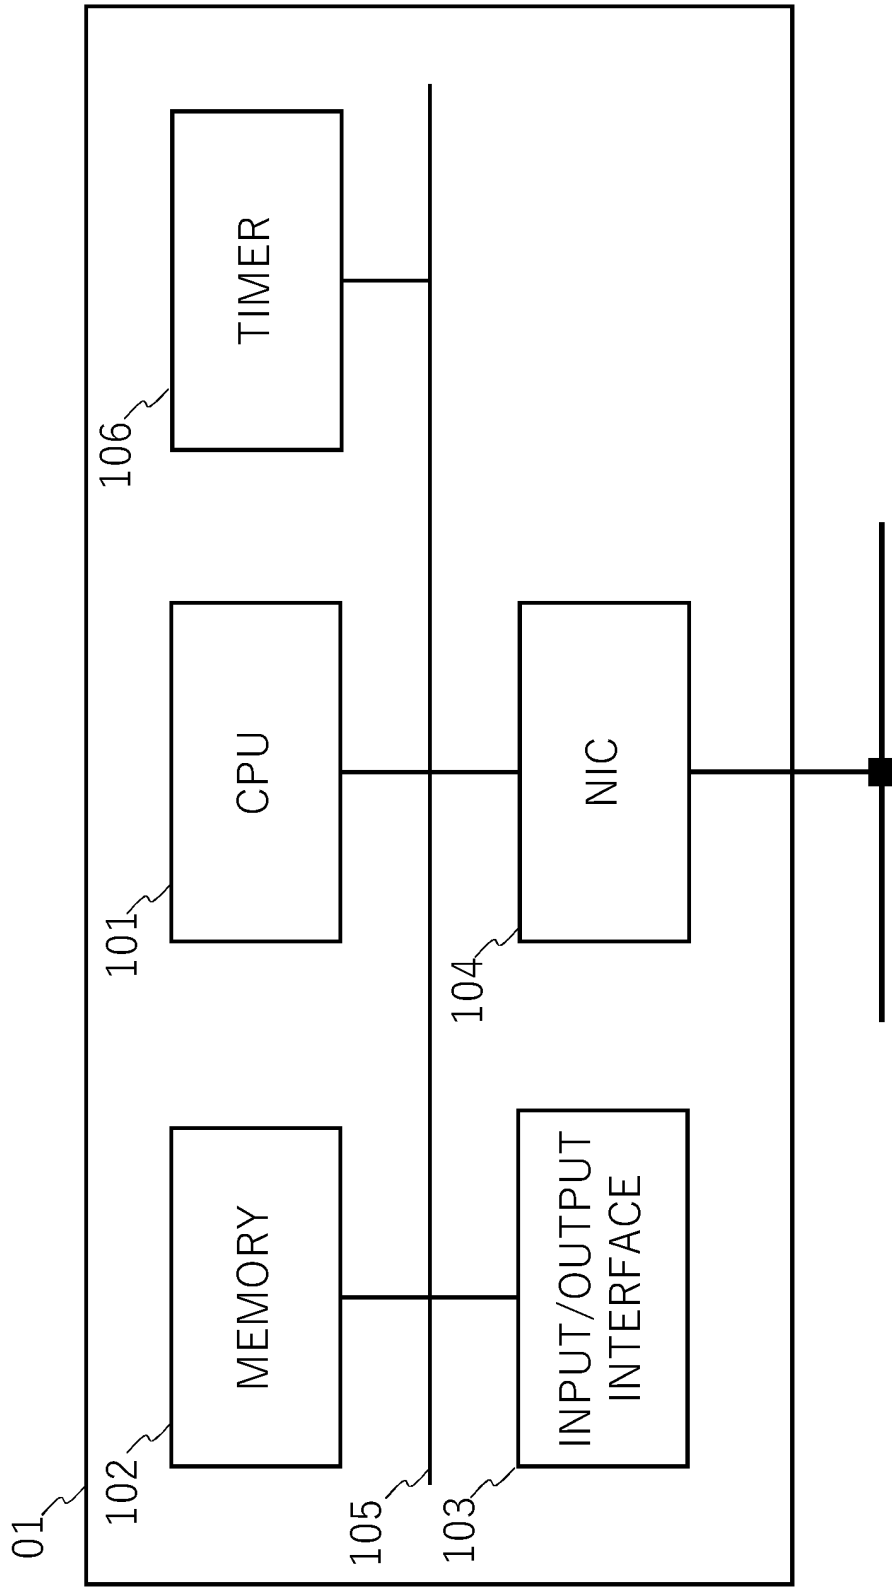 01
102
MEMORY
101
CPU
106
TIMER
105
103
INPUT/OUTPUT
INTERFACE
104
NIC